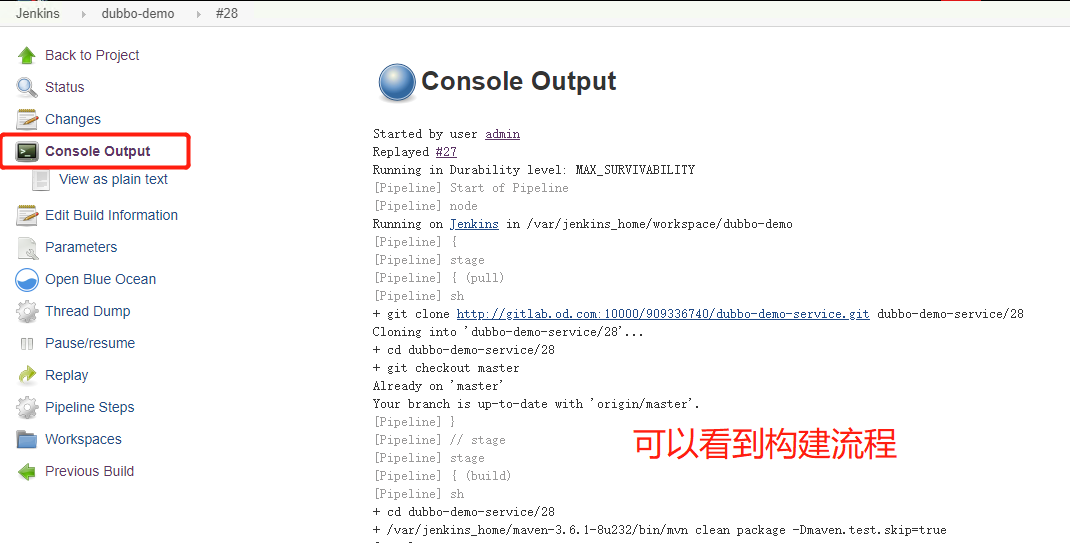 Jenkins dubbo-demo #28
Back to Project
Status
Changes
Console Output
View as plain text
Edit Build Information
Parameters
Open Blue Ocean
Thread Dump
Pause/resume
Replay
Pipeline Steps
Workspaces
Previous Build
Console Output
Started by user admin
Replayed #27
Running in Durability level: MAX_SURVIVABILITY
[Pipeline] Start of Pipeline
[Pipeline] node
Running on Jenkins in /var/jenkins_home/workspace/dubbo-demo
[Pipeline] {
[Pipeline] stage
[Pipeline] { (pull)
[Pipeline] sh
+ git clone http://gitlab.od.com:10000/909336740/dubbo-demo-service.git dubbo-demo-service/28
Cloning into 'dubbo-demo-service/28'...
+ cd dubbo-demo-service/28
+ git checkout master
Already on 'master'
Your branch is up-to-date with 'origin/master'.
[Pipeline] }
[Pipeline] // stage
[Pipeline] stage
[Pipeline] { (build)
[Pipeline] sh
+ cd dubbo-demo-service/28
+ /var/jenkins_home/maven-3.6.1-8u232/bin/mvn clean package -Dmaven.test.skip=true
可以看到构建流程